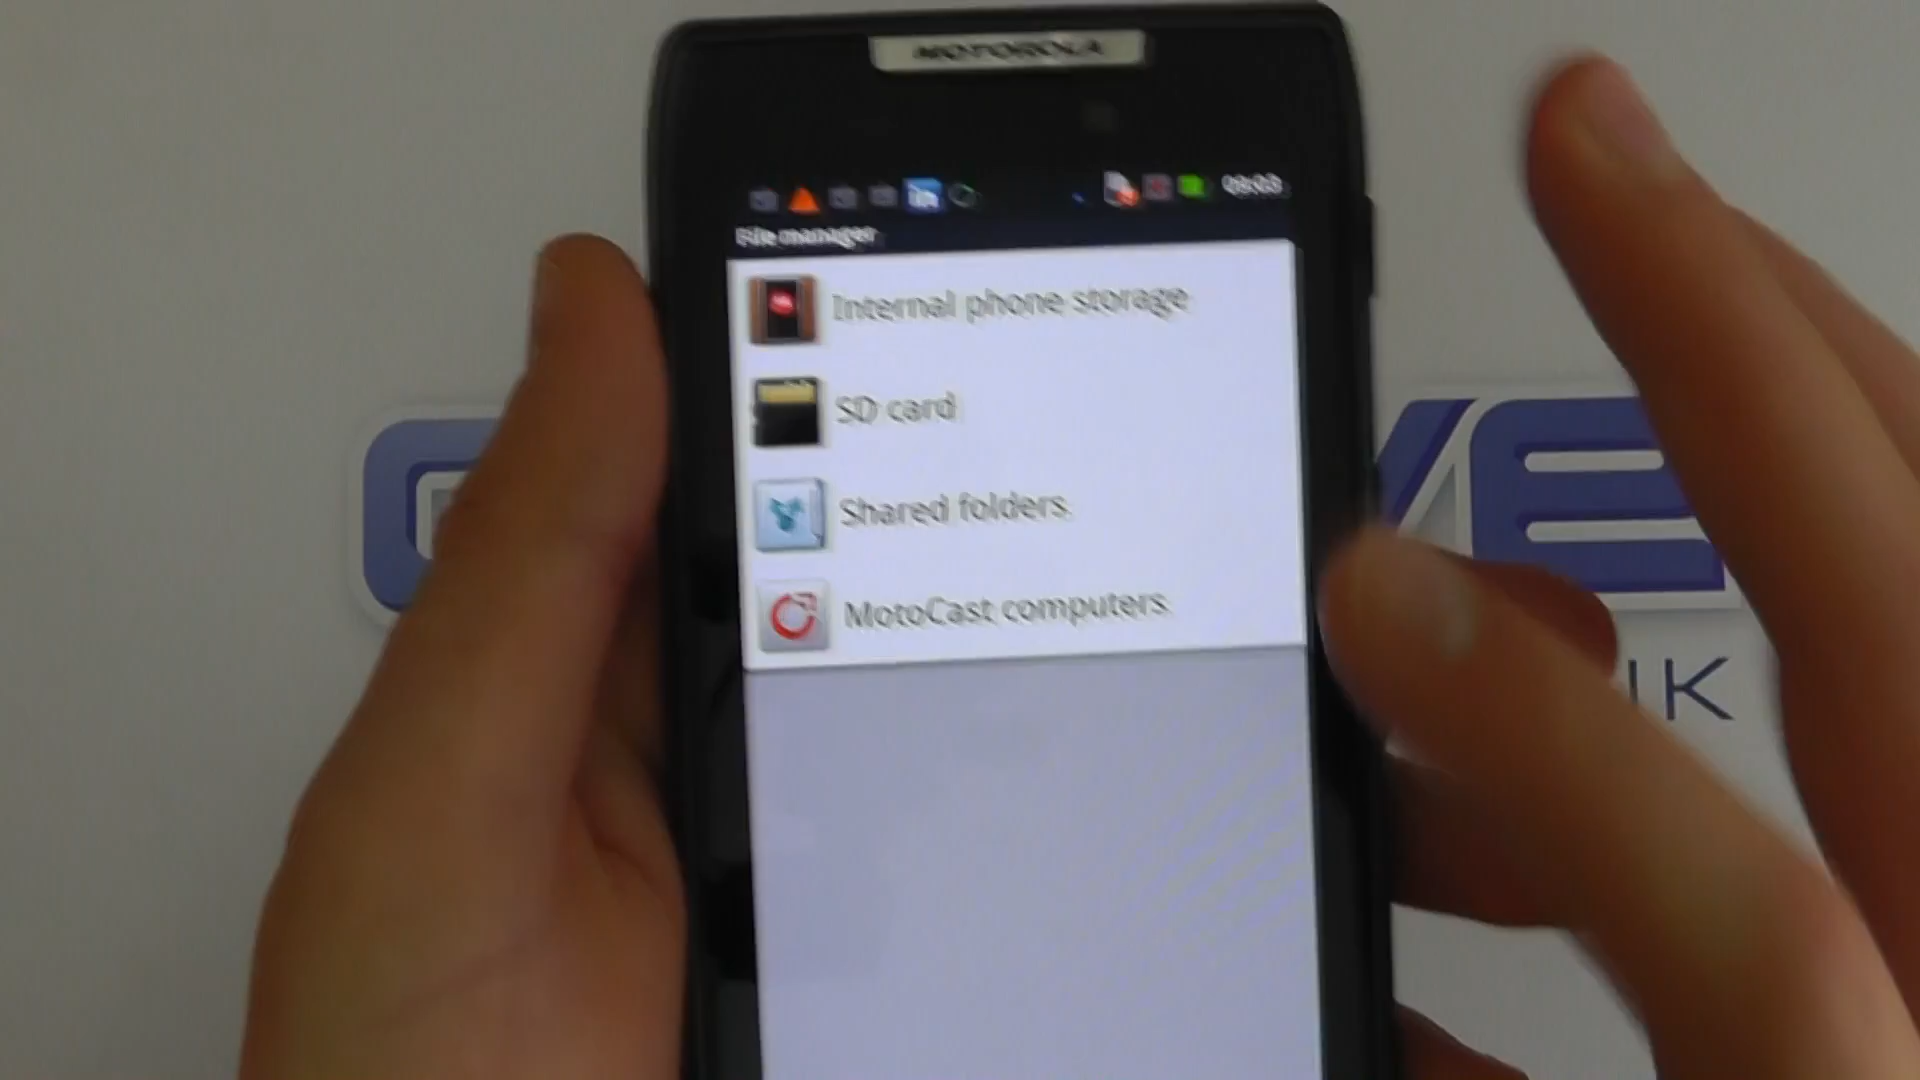 MOTOROLA
File manager
Internal phone storage
SD card
Shared folders
MotoCast computers